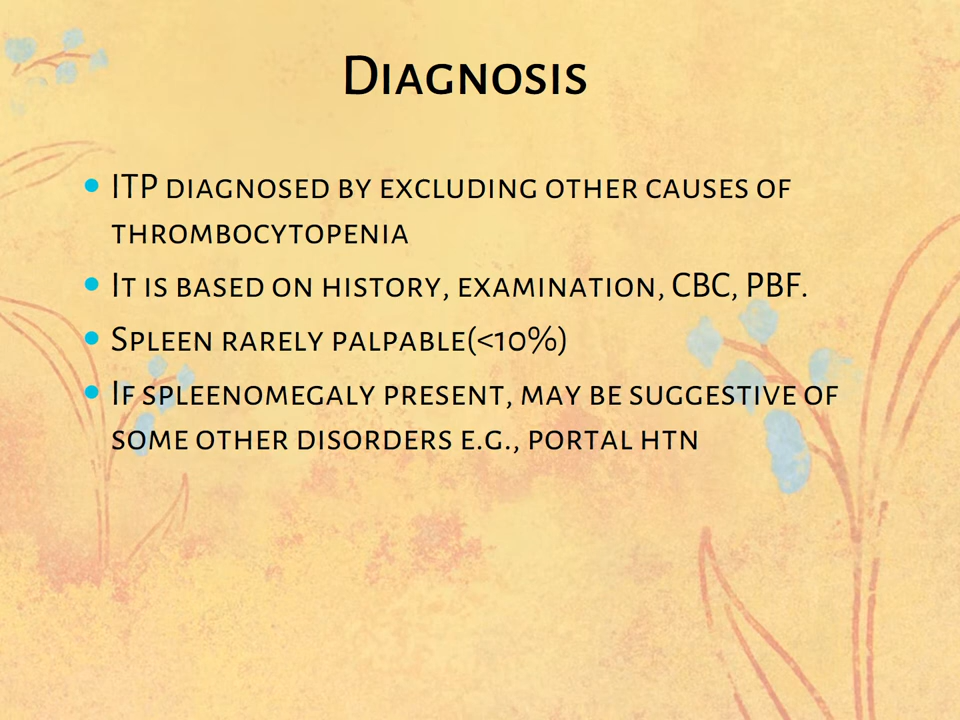 Diagnosis
• ITP diagnosed by excluding other causes of
thrombocytopenia
• It is based on history, examination, CBC, PBF.
• Spleen rarely palpable(<10%)
• If spleenomegaly present, may be suggestive of
some other disorders e.g., portal htn